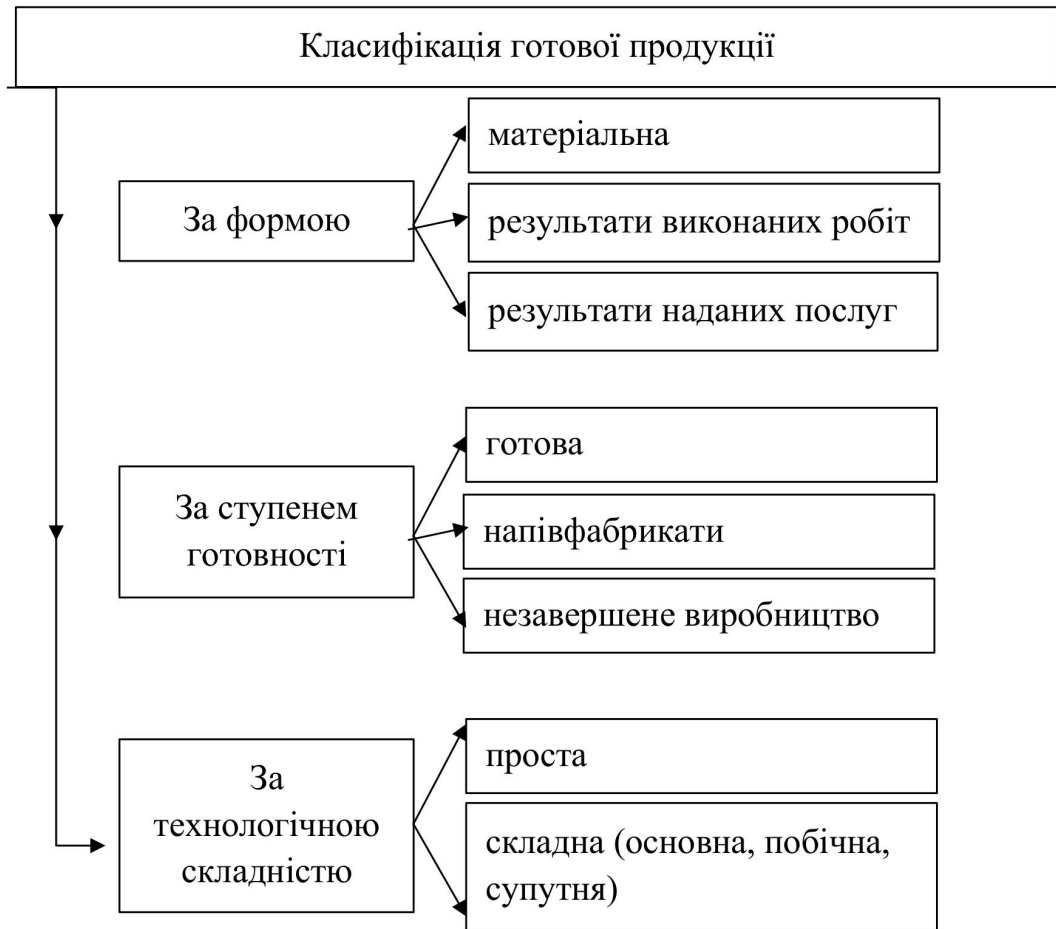 Класифікація готової продукції
За формою
матеріальна
результати виконаних робіт
результати наданих послуг
За ступенем
готовності
готова
напівфабрикати
незавершене виробництво
За
технологічною
складністю
проста
складна (основна, побічна,
супутня)